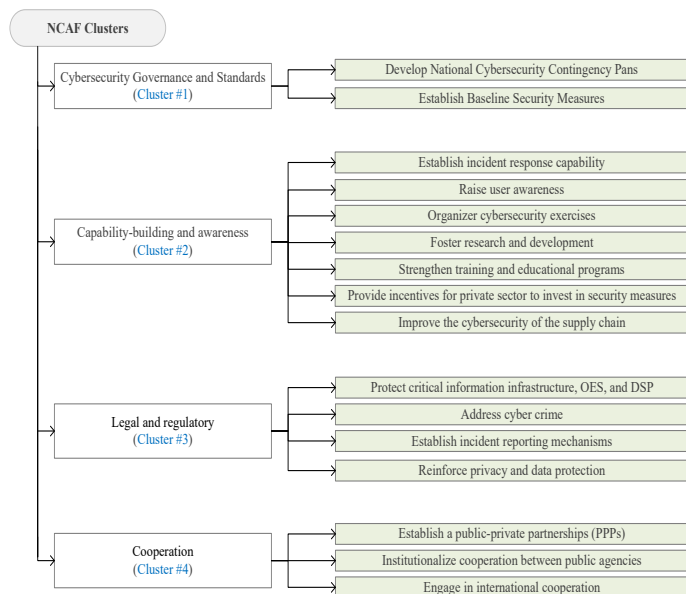 NCAF Clusters
Cybersecurity Governance and Standards
(Cluster #1)
Develop National Cybersecurity Contingency Pans
Establish Baseline Security Measures
Capability-building and awareness
(Cluster #2)
Establish incident response capability
Raise user awareness
Organizer cybersecurity exercises
Foster research and development
Strengthen training and educational programs
Provide incentives for private sector to invest in security measures
Improve the cybersecurity of the supply chain
Legal and regulatory
(Cluster #3)
Protect critical information infrastructure, OES, and DSP
Address cyber crime
Establish incident reporting mechanisms
Reinforce privacy and data protection
Cooperation
(Cluster #4)
Establish a public-private partnerships (PPPs)
Institutionalize cooperation between public agencies
Engage in international cooperation